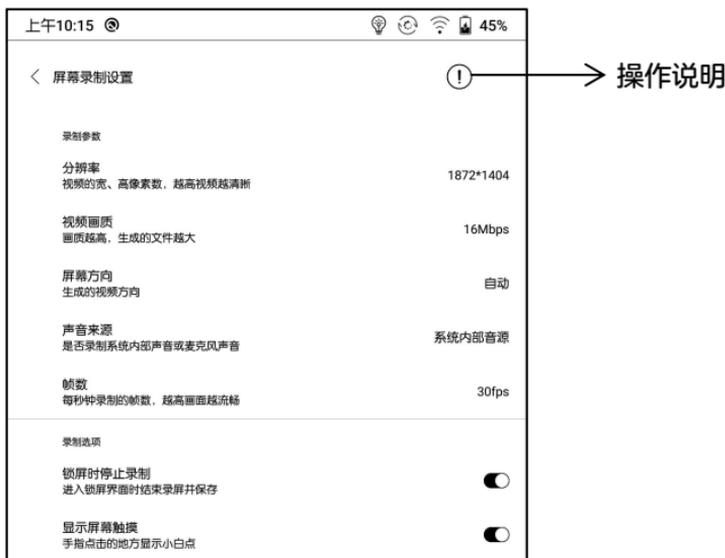 上午10:15 45%
屏幕录制设置
操作说明
录制参数
分辨率
视频的宽、高像素数，越高视频越清晰
1872*1404
视频画质
画质越高，生成的文件越大
16Mbps
屏幕方向
生成的视频方向
自动
声音来源
是否录制系统内部声音或麦克风声音
系统内部音源
帧数
每秒钟录制的帧数，越高画面越流畅
30fps
录制选项
锁屏时停止录制
进入锁屏界面时结束录屏并保存
显示屏幕触摸
手指点击的地方显示小白点